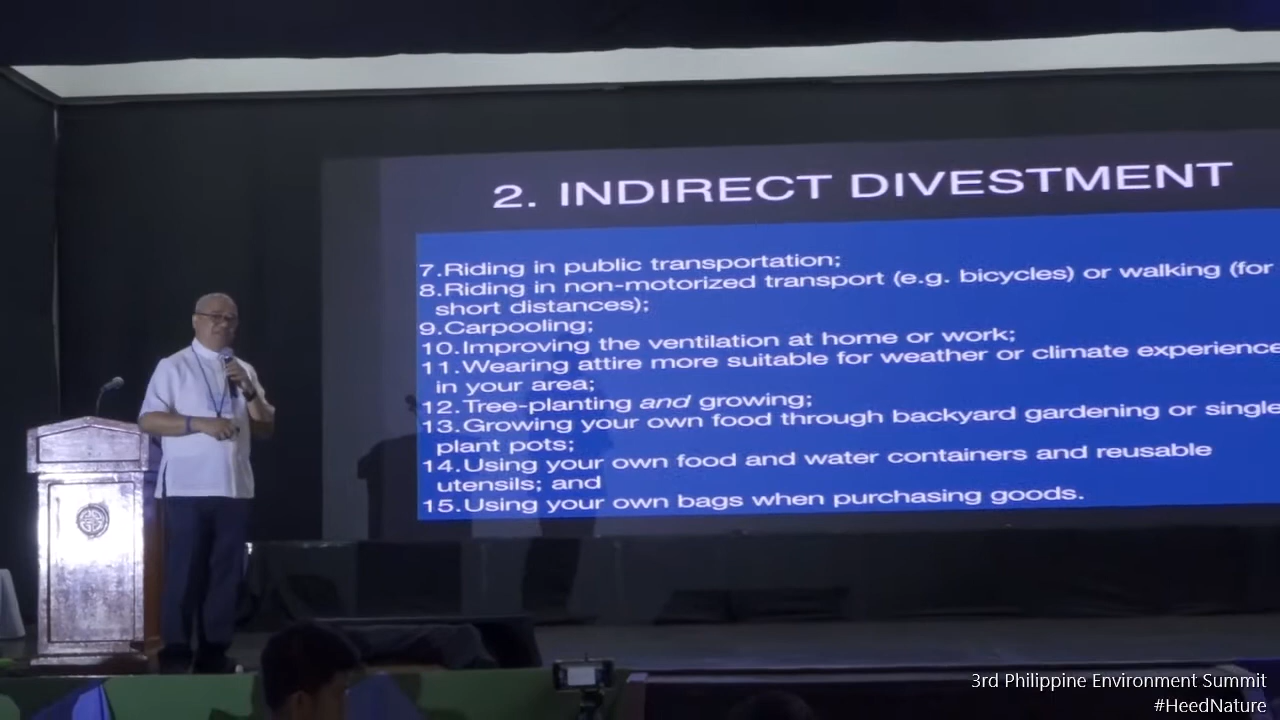 2. INDIRECT DIVESTMENT
7.Riding in public transportation;
8.Riding in non-motorized transport (e.g. bicycles) or walking (for
short distances);
9.Carpooling;
10.Improving the ventilation at home or work;
11.Wearing attire more suitable for weather or climate experience
in your area;
12.Tree-planting and growing;
13.Growing your own food through backyard gardening or single
plant pots;
14.Using your own food and water containers and reusable
utensils; and
15.Using your own bags when purchasing goods.
3rd Philippine Environment Summit
#HeedNature